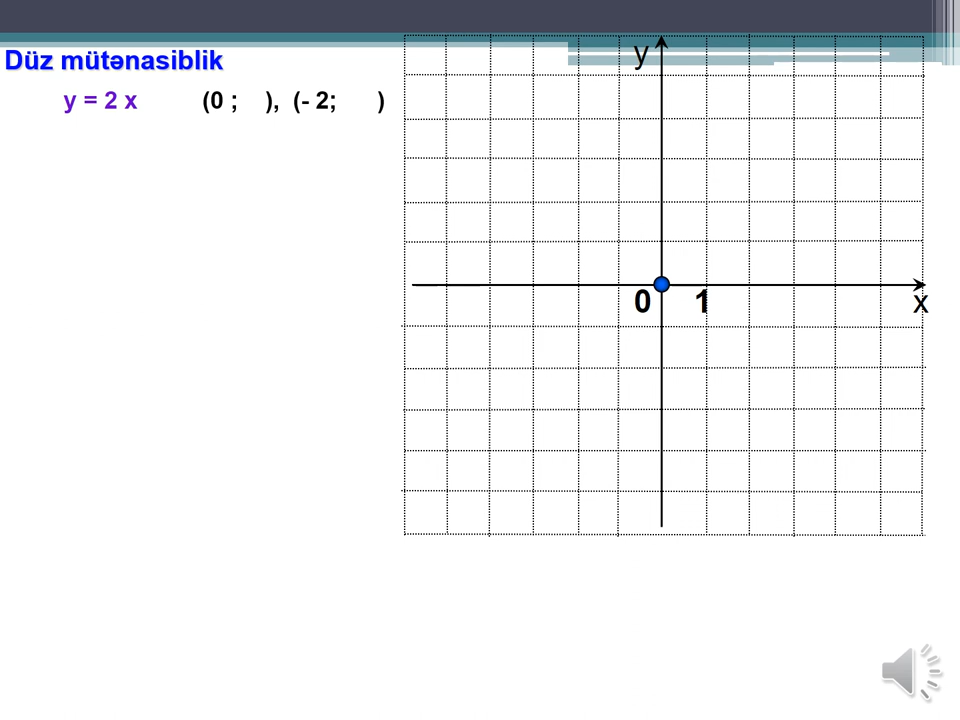 Düz mütənasiblik
y = 2 x (0 ; ), (- 2; )
y
0 1
x